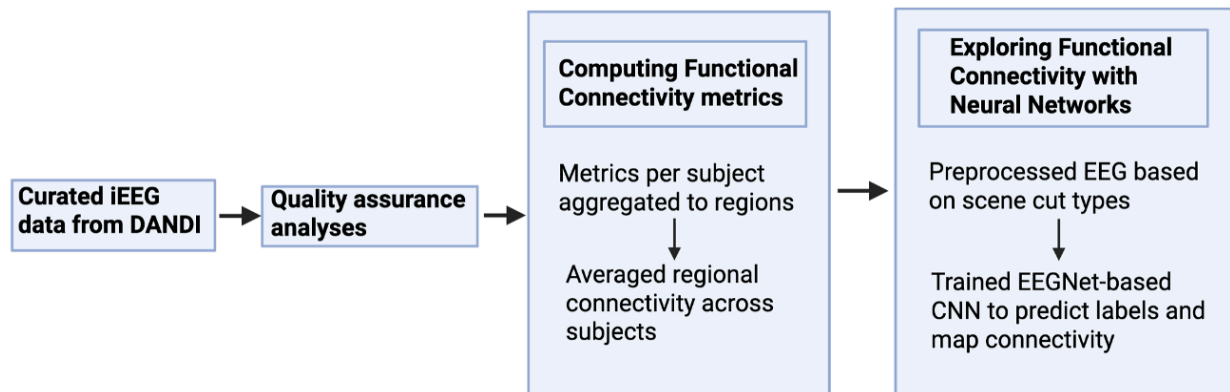 Curated iEEG
data from DANDI
Quality assurance
analyses
Computing Functional
Connectivity metrics
Metrics per subject
aggregated to regions
Averaged regional
connectivity across
subjects
Exploring Functional
Connectivity with
Neural Networks
Preprocessed EEG based
on scene cut types
Trained EEGNet-based
CNN to predict labels and
map connectivity